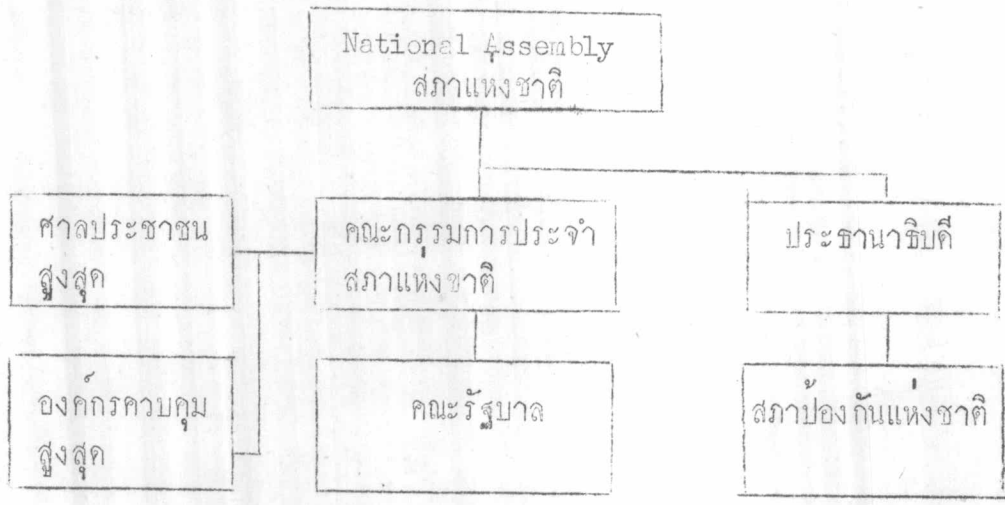 National Assembly
สภาแห่งชาติ
ศาลประชาชน
สูงสุด
คณะกรรมการประจำ
สภาแห่งชาติ
ประธานาธิบดี
องค์กรควบคุม
สูงสุด
คณะรัฐบาล
สภาป้องกันแห่งชาติ